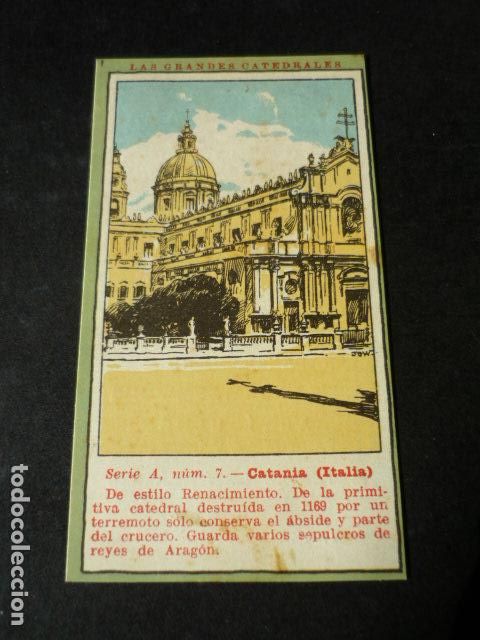 LAS GRANDES CATEDRALES
JOW
Serie A, núm. 7.—Catania (Italia)
De estilo Renacimiento. De la primi-
tiva catedral destruída en 1169 por un
terremoto sólo conserva el ábside y parte
del crucero. Guarda varios sepulcros de
reyes de Aragón.
todocoleccion